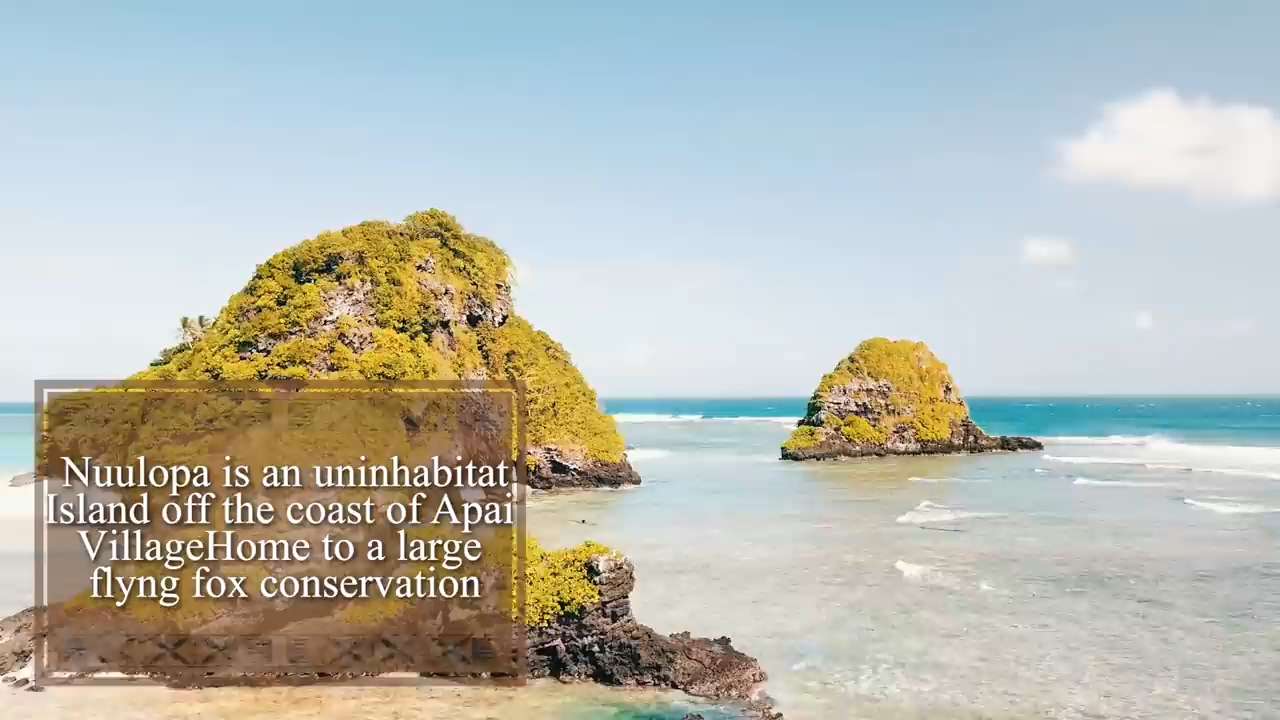 Nuulopa is an uninhabitat
Island off the coast of Apai
VillageHome to a large
flyng fox conservation